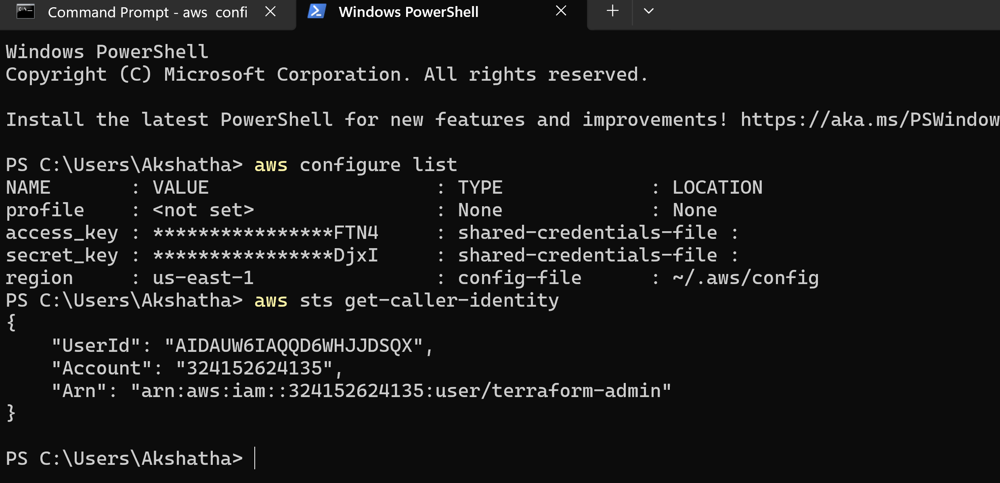 Command Prompt - aws  confi
Windows PowerShell
Windows PowerShell
Copyright (C) Microsoft Corporation. All rights reserved.
Install the latest PowerShell for new features and improvements! https://aka.ms/PSWindow
PS C:\Users\Akshatha> aws configure list
NAME       : VALUE                    : TYPE             : LOCATION
profile    : <not set>                : None             : None
access_key : ****************FTN4     : shared-credentials-file :
secret_key : ****************DjxI     : shared-credentials-file :
region     : us-east-1                : config-file      : ~/.aws/config
PS C:\Users\Akshatha> aws sts get-caller-identity
{
    "UserId": "AIDAUW6IAQQD6WHJJDSQX",
    "Account": "324152624135",
    "Arn": "arn:aws:iam::324152624135:user/terraform-admin"
}
PS C:\Users\Akshatha>